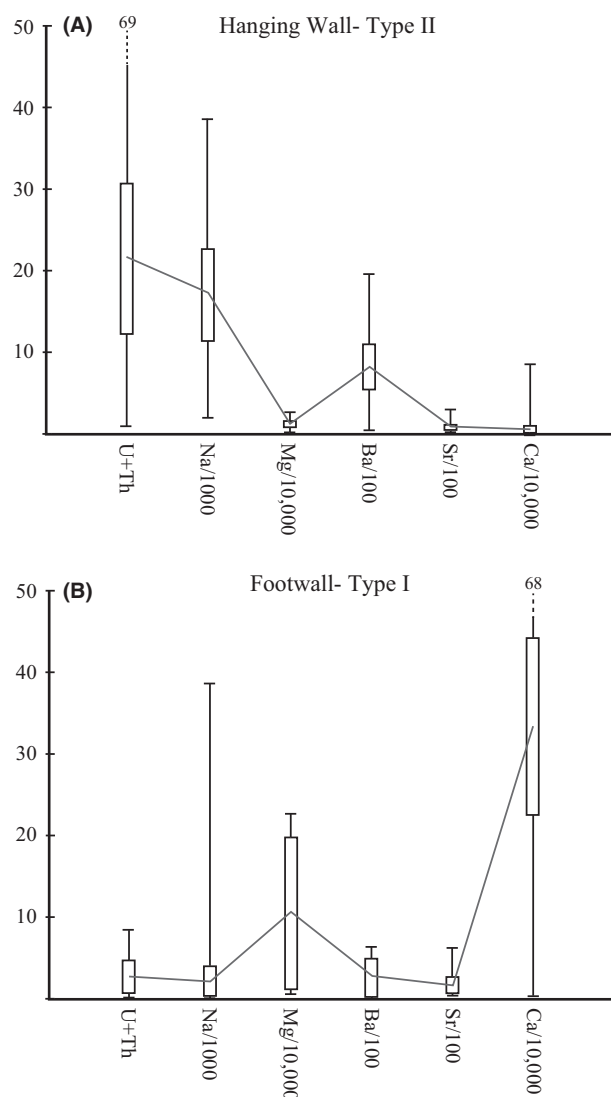 (A) 69 Hanging Wall- Type II
50
40
30
20
10
U+Th
Na/1000
Mg/10,000
Ba/100
Sr/100
Ca/10,000
(B) Footwall- Type I 68
50
40
30
20
10
U+Th
Na/1000
Mg/10,000
Ba/100
Sr/100
Ca/10,000